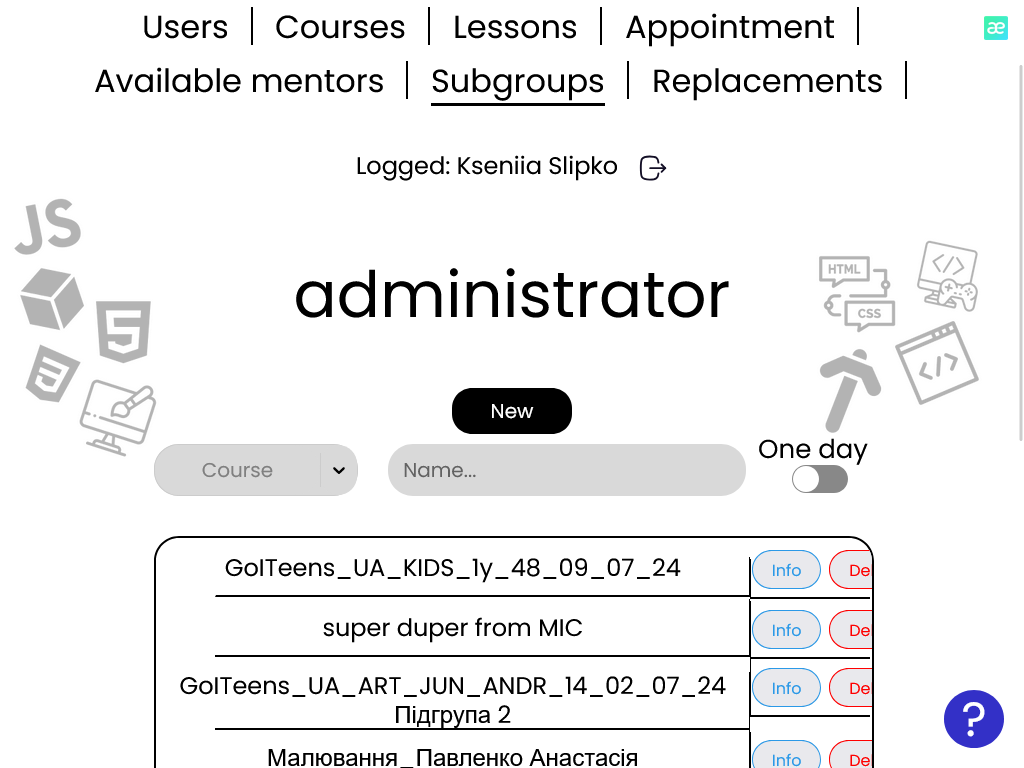 Users
Courses
Lessons
Appointment
Available mentors
Subgroups
Replacements
æ
Logged: Kseniia Slipko
JS
HTML
CSS
administrator
New
Course
Name...
One day
GoITeens_UA_KIDS_1y_48_09_07_24
Info
De
super duper from MIC
Info
De
GoITeens_UA_ART_JUN_ANDR_14_02_07_24
Підгрупа 2
Info
De
Малювання_Павленко Анастасія
Info
De
?